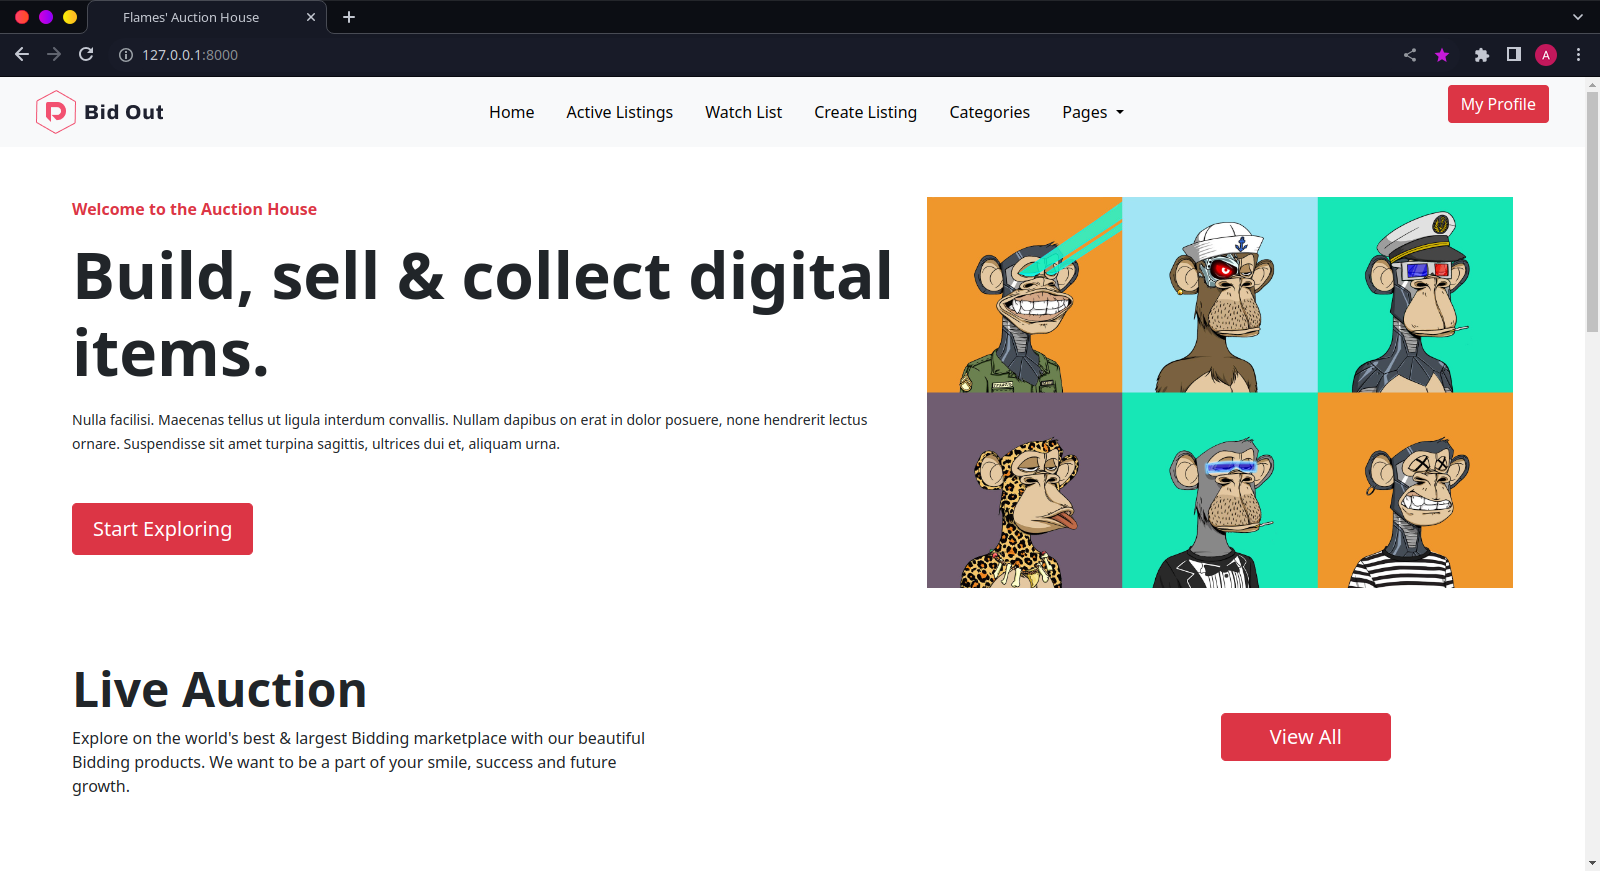 Flames' Auction House
127.0.0.1:8000
A
Bid Out
Home Active Listings Watch List Create Listing Categories Pages
My Profile
Welcome to the Auction House
Build, sell & collect digital
items.
Nulla facilisi. Maecenas tellus ut ligula interdum convallis. Nullam dapibus on erat in dolor posuere, none hendrerit lectus
ornare. Suspendisse sit amet turpina sagittis, ultrices dui et, aliquam urna.
Start Exploring
Live Auction
Explore on the world's best & largest Bidding marketplace with our beautiful
Bidding products. We want to be a part of your smile, success and future
growth.
View All